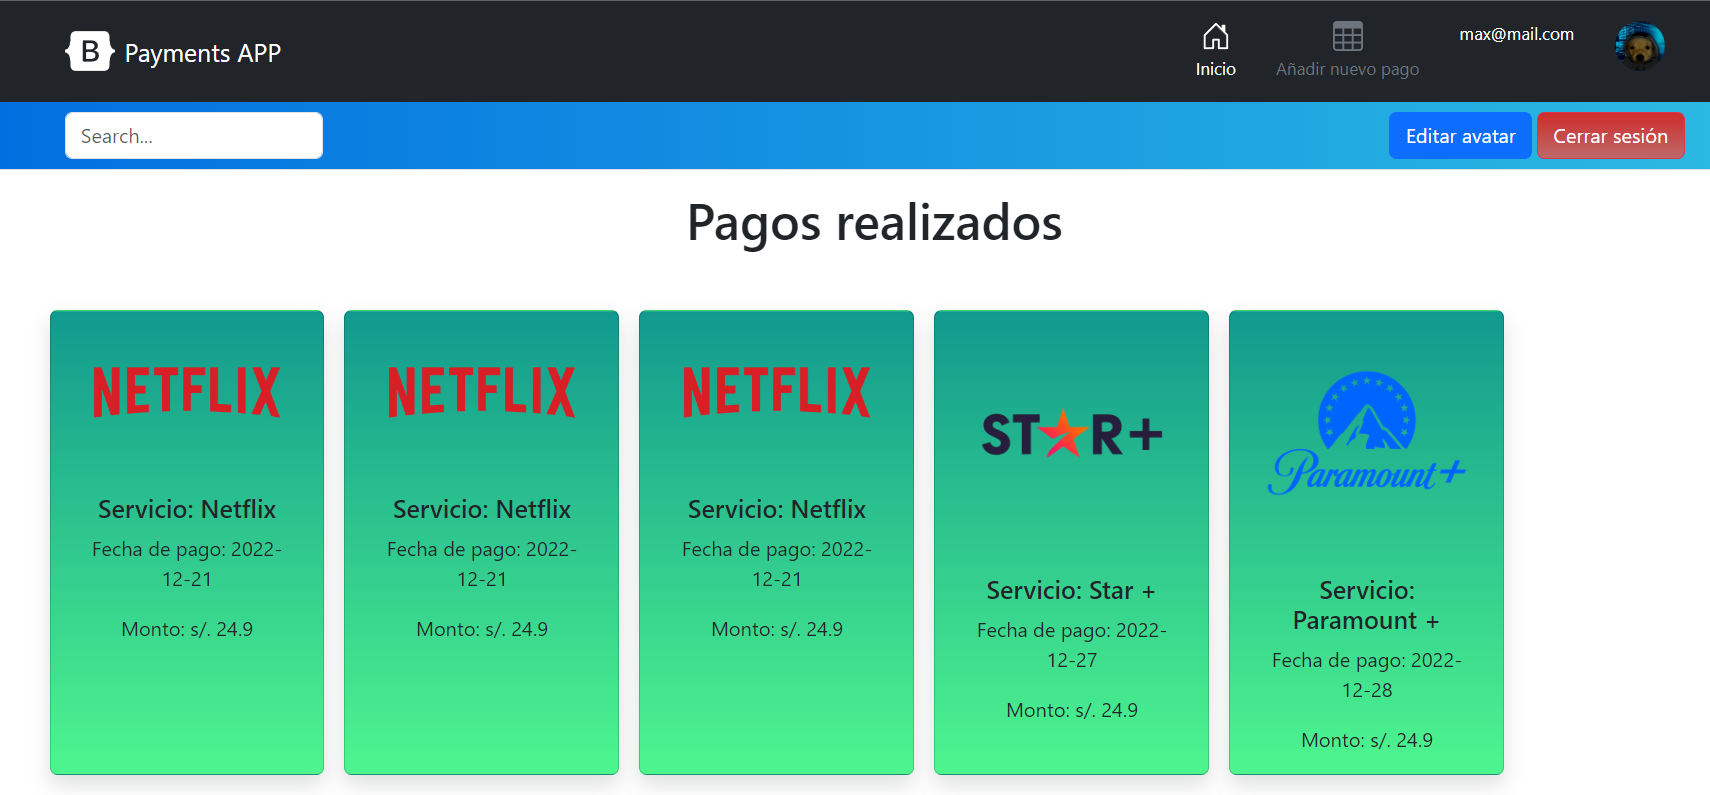 B Payments APP
Inicio
Añadir nuevo pago
max@mail.com
Search...
Editar avatar
Cerrar sesión
Pagos realizados
NETFLIX
Servicio: Netflix
Fecha de pago: 2022-
12-21
Monto: s/. 24.9
NETFLIX
Servicio: Netflix
Fecha de pago: 2022-
12-21
Monto: s/. 24.9
NETFLIX
Servicio: Netflix
Fecha de pago: 2022-
12-21
Monto: s/. 24.9
STAR+
Servicio: Star +
Fecha de pago: 2022-
12-27
Monto: s/. 24.9
Paramount+
Servicio:
Paramount +
Fecha de pago: 2022-
12-28
Monto: s/. 24.9